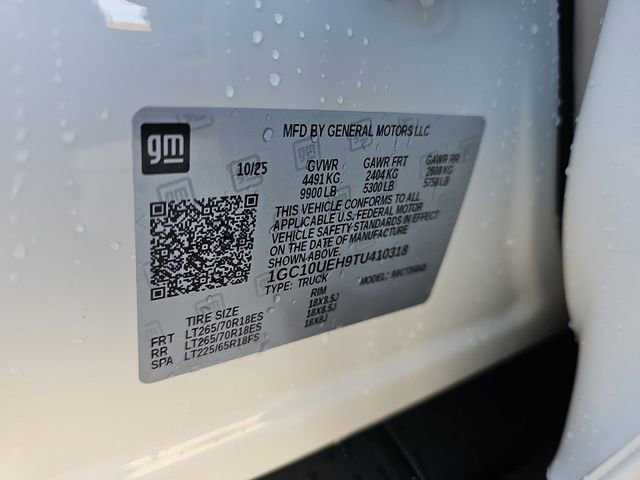 gm
MFD BY GENERAL MOTORS LLC
10/25 GVWR GAWR FRT GAWR RR
4491 KG 2404 KG 2608 KG
9900 LB 5300 LB 5750 LB
THIS VEHICLE CONFORMS TO ALL
APPLICABLE U.S. FEDERAL MOTOR
VEHICLE SAFETY STANDARDS IN EFFECT
ON THE DATE OF MANUFACTURE
SHOWN ABOVE.
1GC10UEH9TU410318
TYPE: TRUCK MODEL:
TIRE SIZE RIM
FRT LT265/70R18ES 18X8.5J
RR LT265/70R18ES 18X8.5J
SPA LT225/65R18FS 18X8J